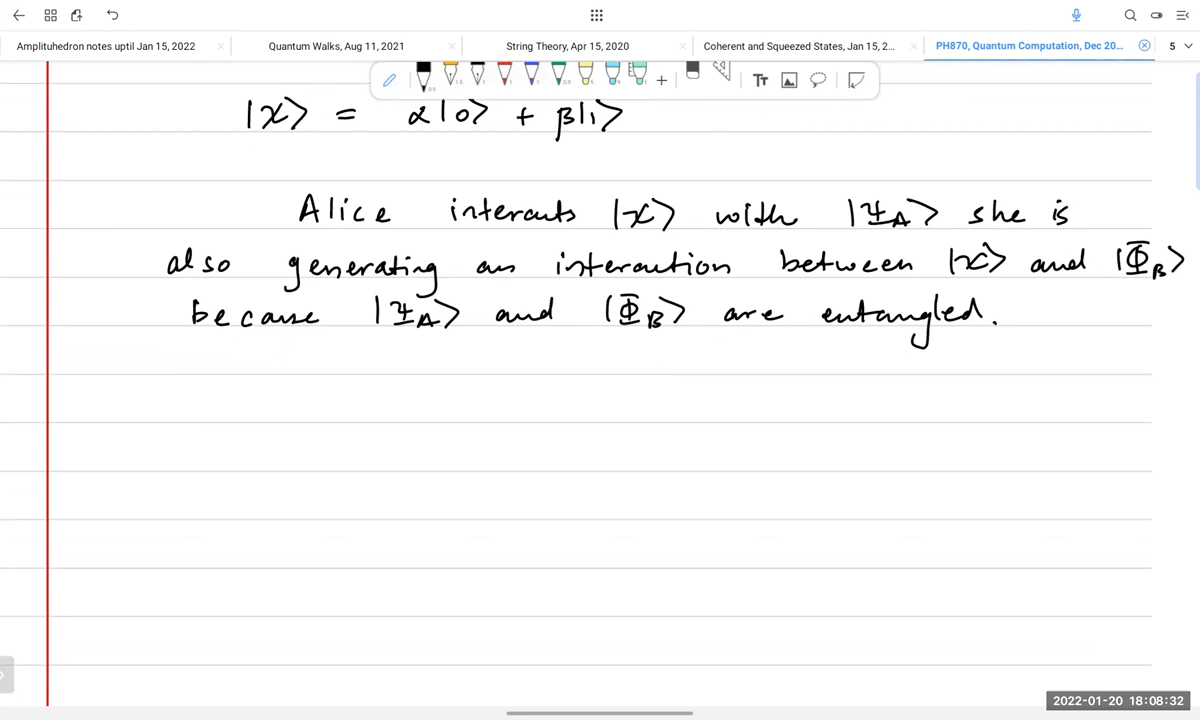 Amplituhedron notes uptil Jan 15, 2022
Quantum Walks, Aug 11, 2021
String Theory, Apr 15, 2020
Coherent and Squeezed States, Jan 15, 2...
PH870, Quantum Computation, Dec 20...
5
Tт
|χ⟩ = α|0⟩ + β|1⟩
Alice interacts |χ⟩ with |Ψ_A⟩ she is
also generating an interaction between |χ⟩ and |Φ_B⟩
because |Ψ_A⟩ and |Φ_B⟩ are entangled.
2022-01-20 18:08:32